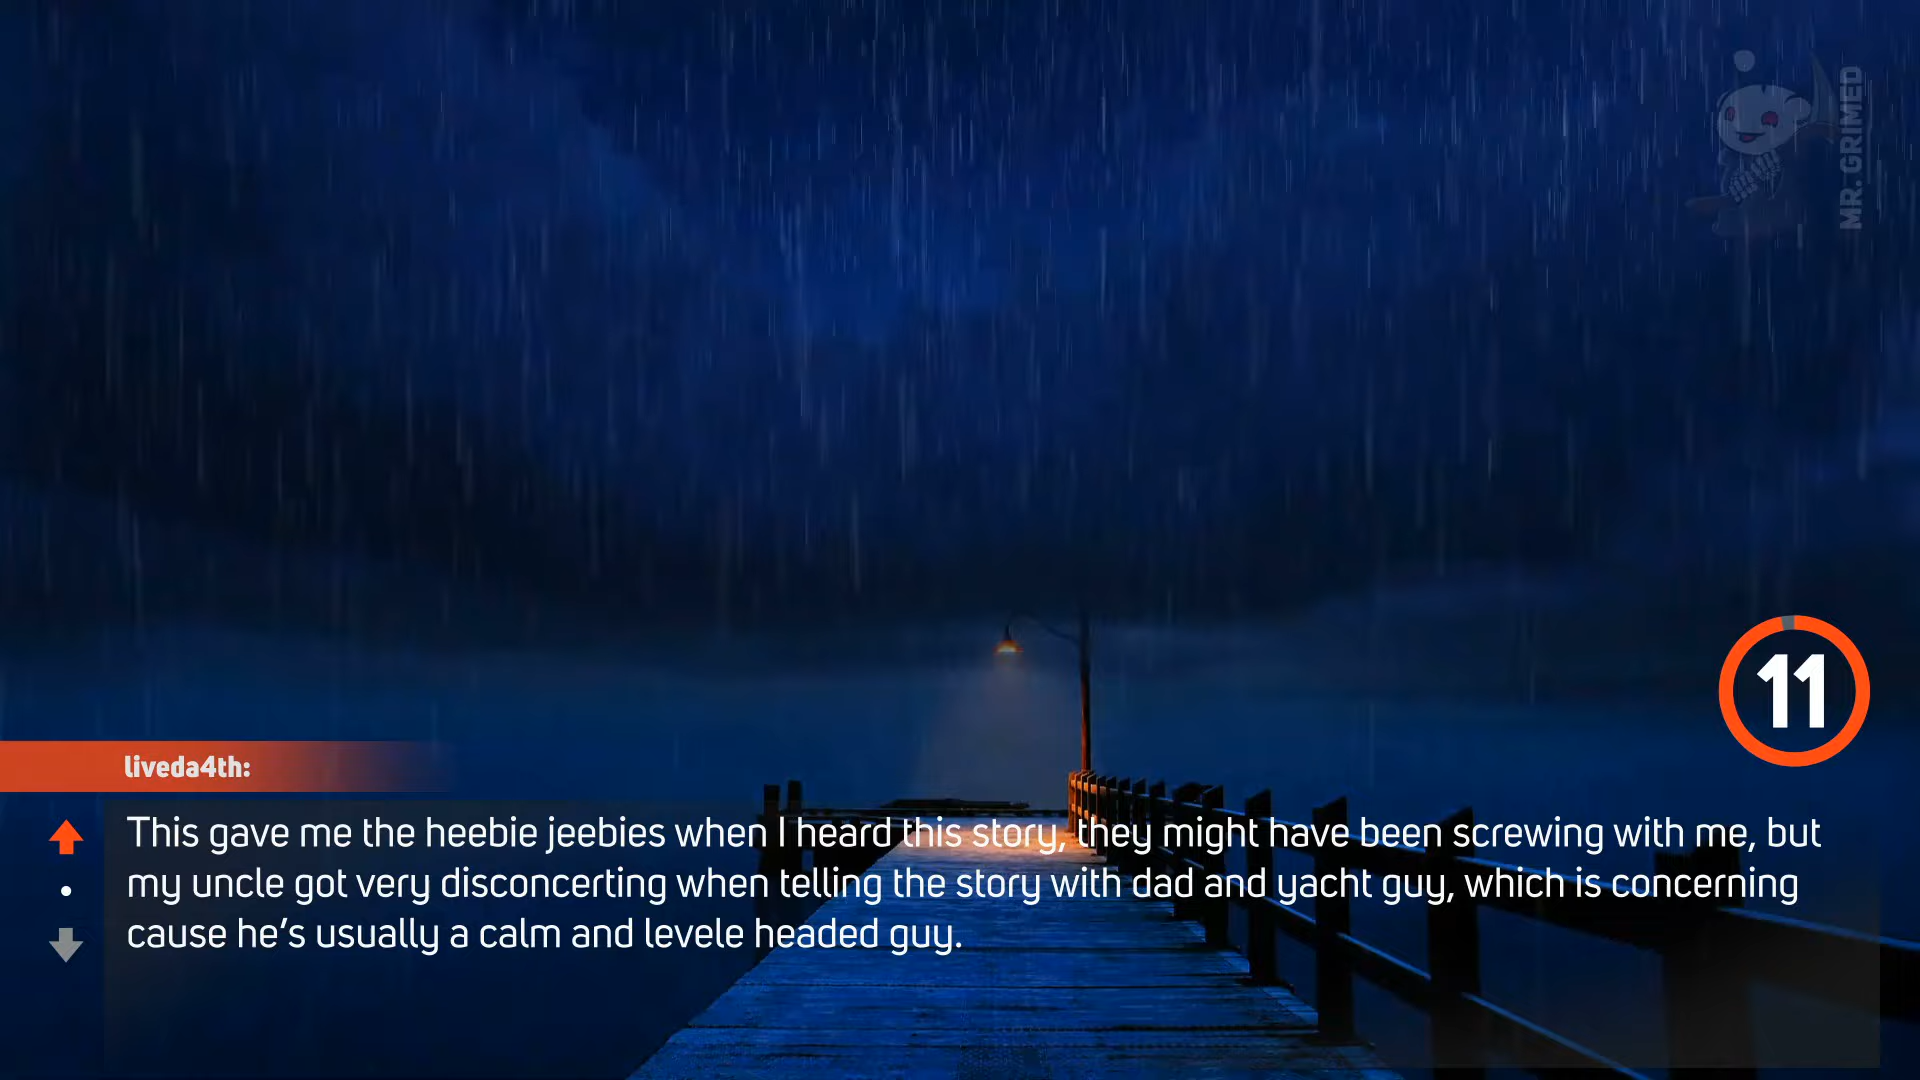 MR. GRIMED
11
liveda4th:
This gave me the heebie jeebies when I heard this story, they might have been screwing with me, but
my uncle got very disconcerting when telling the story with dad and yacht guy, which is concerning
cause he's usually a calm and levele headed guy.